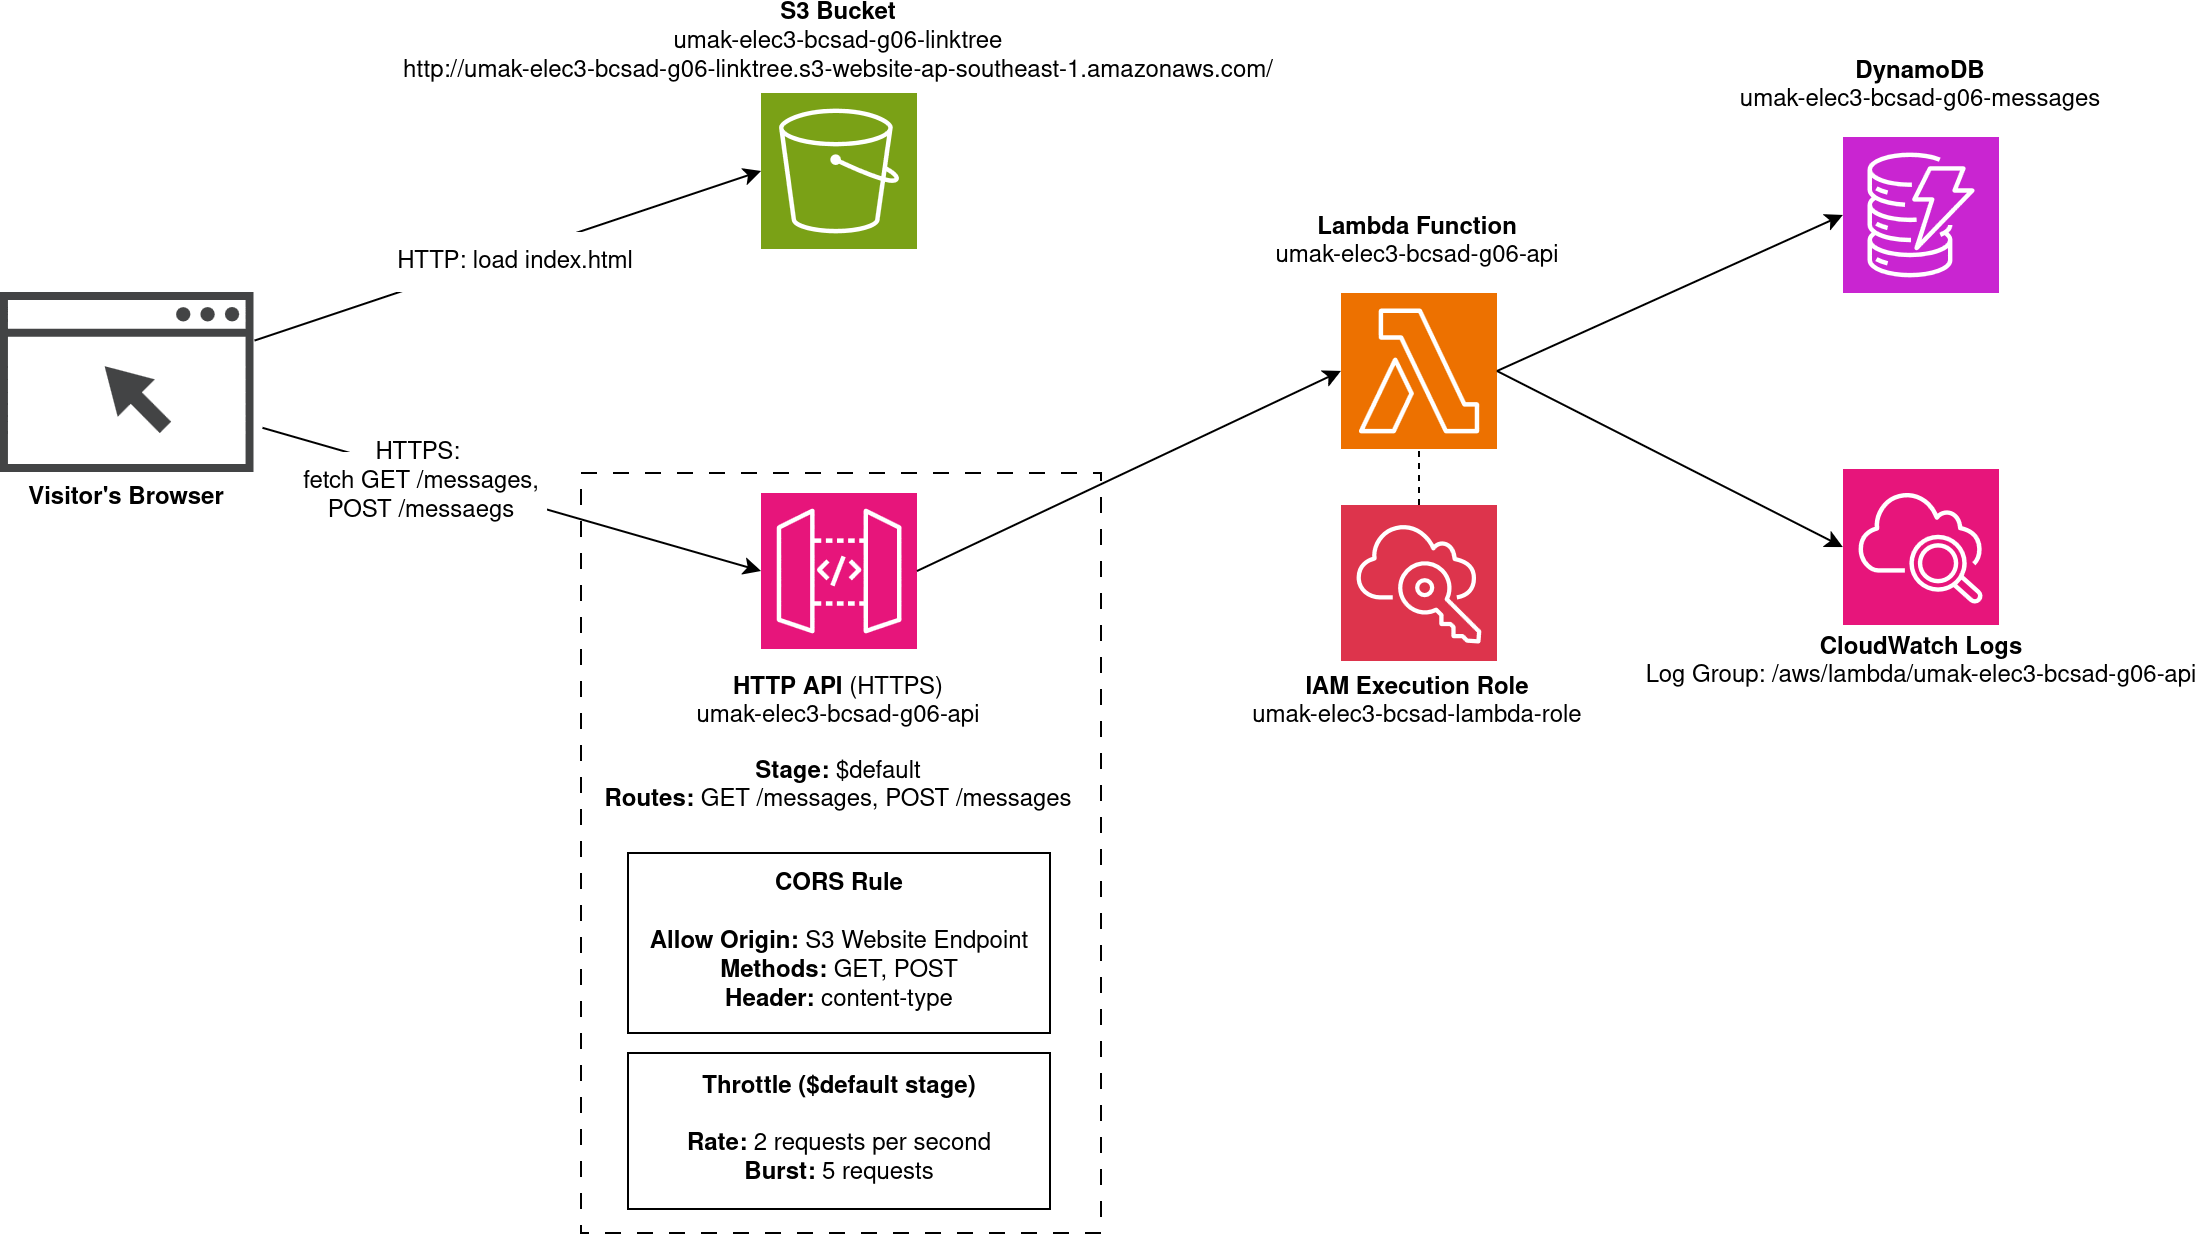 S3 Bucket
umak-elec3-bcsad-g06-linktree
http://umak-elec3-bcsad-g06-linktree.s3-website-ap-southeast-1.amazonaws.com/
DynamoDB
umak-elec3-bcsad-g06-messages
Lambda Function
umak-elec3-bcsad-g06-api
HTTP: load index.html
HTTPS:
fetch GET /messages,
POST /messaegs
Visitor's Browser
</>
HTTP API (HTTPS)
umak-elec3-bcsad-g06-api
Stage: $default
Routes: GET /messages, POST /messages
CORS Rule
Allow Origin: S3 Website Endpoint
Methods: GET, POST
Header: content-type
Throttle ($default stage)
Rate: 2 requests per second
Burst: 5 requests
IAM Execution Role
umak-elec3-bcsad-lambda-role
CloudWatch Logs
Log Group: /aws/lambda/umak-elec3-bcsad-g06-api